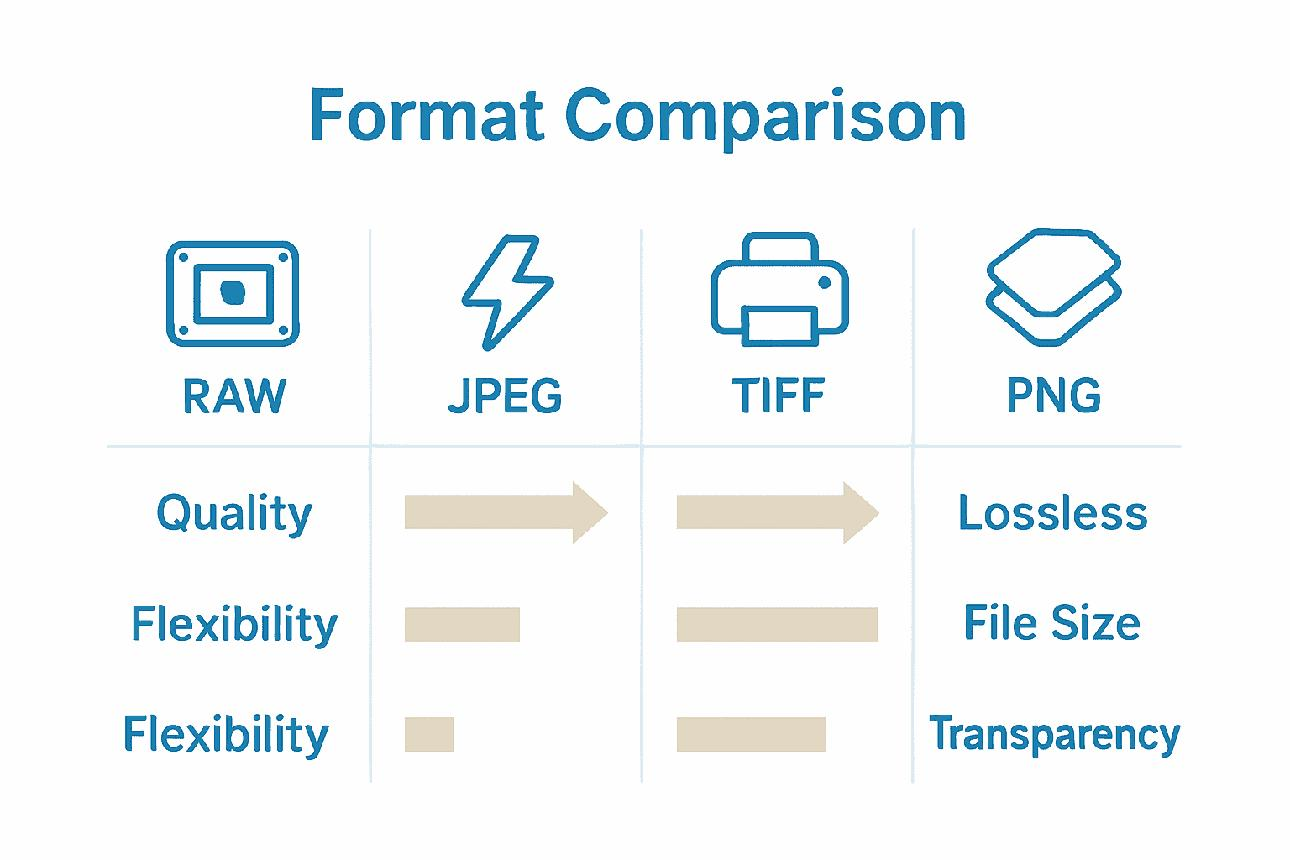 Format Comparison
RAW JPEG TIFF PNG
Quality Lossless
Flexibility File Size
Flexibility Transparency